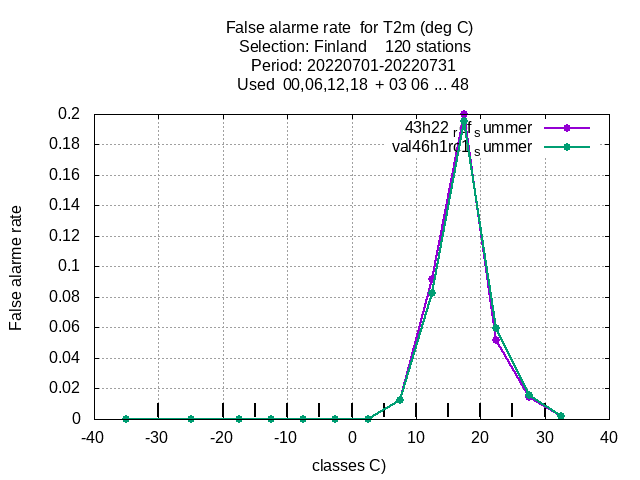 False alarme rate  for T2m (deg C)
Selection: Finland    120 stations
Period: 20220701-20220731
Used  00,06,12,18  + 03 06 ... 48
43h22 summer
val46h1rc1 summer
0.2
0.18
0.16
0.14
0.12
0.1
0.08
0.06
0.04
0.02
0
False alarme rate
-40 -30 -20 -10 0 10 20 30 40
classes C)